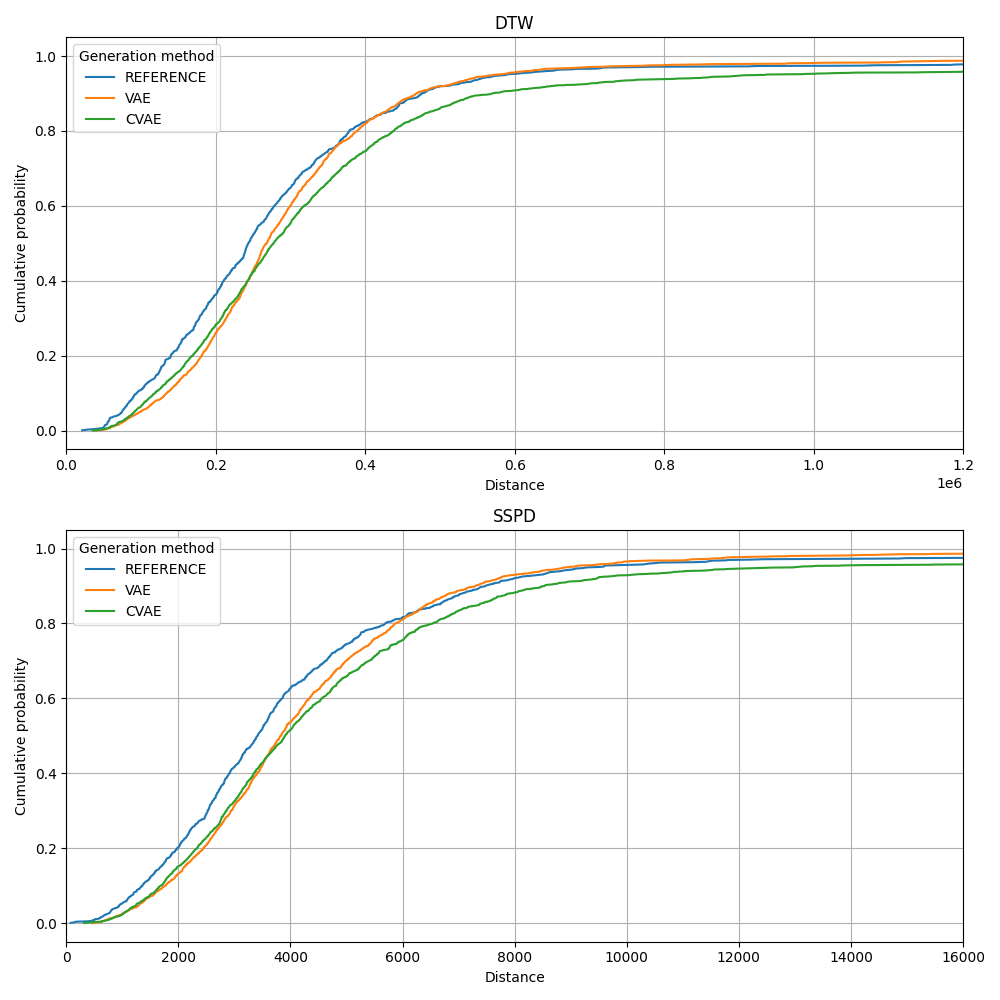 DTW
Generation method
REFERENCE
VAE
CVAE
1.0
0.8
0.6
0.4
0.2
0.0
Cumulative probability
0.0 0.2 0.4 0.6 0.8 1.0 1.2
1e6
Distance
SSPD
Generation method
REFERENCE
VAE
CVAE
1.0
0.8
0.6
0.4
0.2
0.0
Cumulative probability
0 2000 4000 6000 8000 10000 12000 14000 16000
Distance